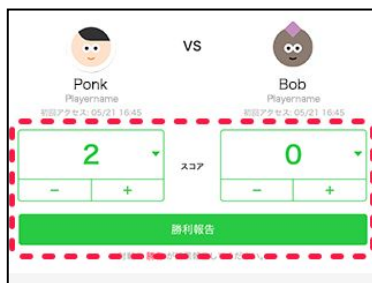 VS
Ponk
Bob
Playername
Playername
初回アクセス: 05/21 16:45
初回アクセス: 05/21 16:45
2
スコア
0
− +
− +
勝利報告